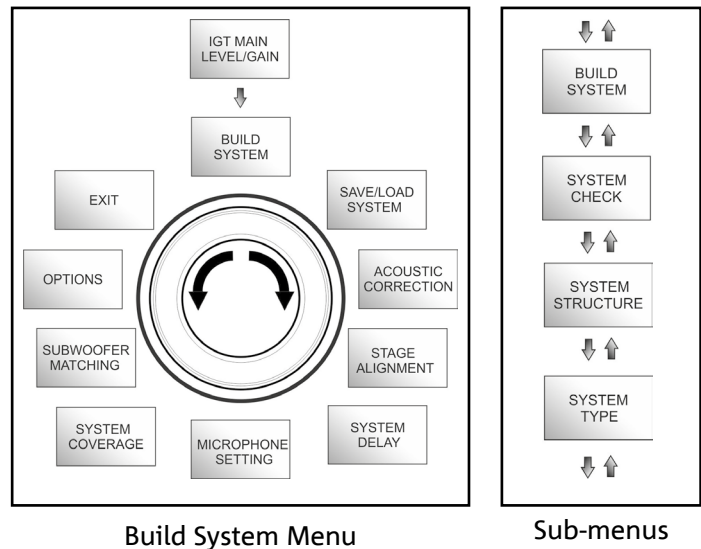 IGT MAIN
LEVEL/GAIN
BUILD
SYSTEM
EXIT
SAVE/LOAD
SYSTEM
OPTIONS
ACOUSTIC
CORRECTION
SUBWOOFER
MATCHING
STAGE
ALIGNMENT
SYSTEM
COVERAGE
MICROPHONE
SETTING
SYSTEM
DELAY
Build System Menu
BUILD
SYSTEM
SYSTEM
CHECK
SYSTEM
STRUCTURE
SYSTEM
TYPE
Sub-menus